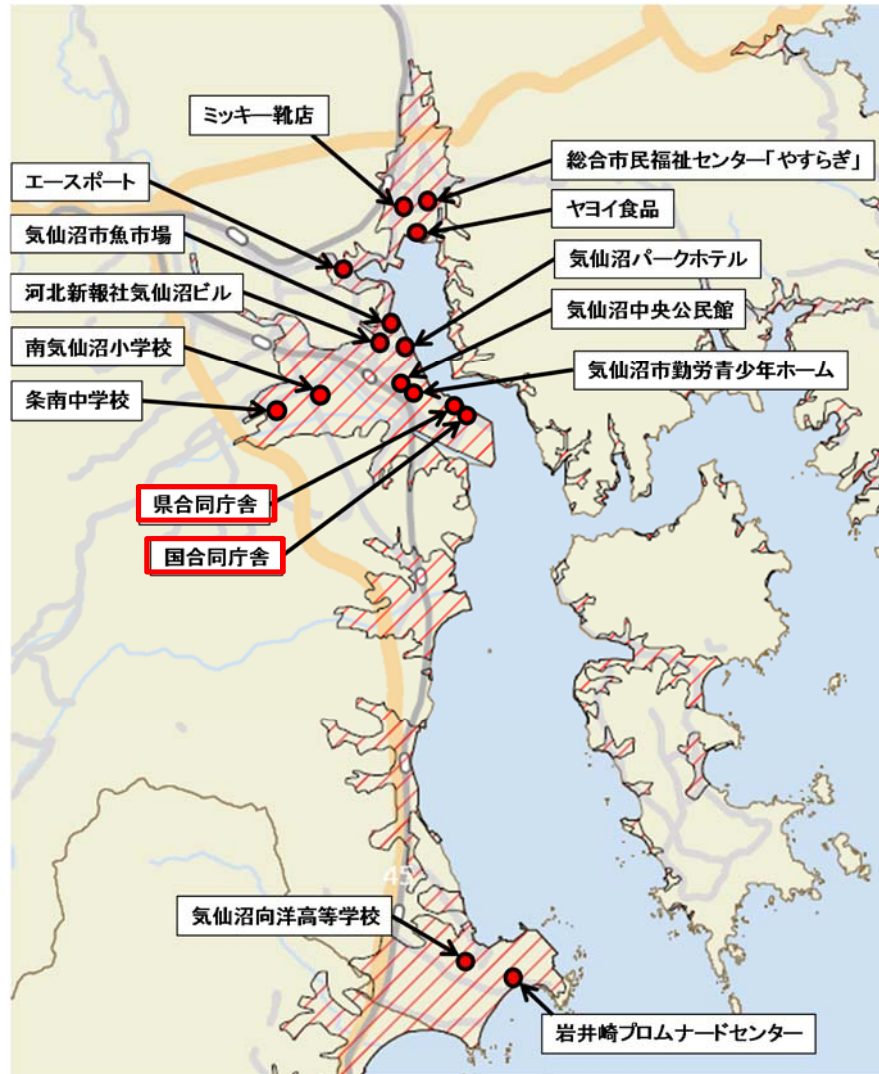 ミッキー靴店
総合市民福祉センター「やすらぎ」
エースポート
ヤヨイ食品
気仙沼市魚市場
気仙沼パークホテル
河北新報社気仙沼ビル
気仙沼中央公民館
南気仙沼小学校
気仙沼市勤労青少年ホーム
条南中学校
県合同庁舎
国合同庁舎
45
気仙沼向洋高等学校
岩井崎プロムナードセンター